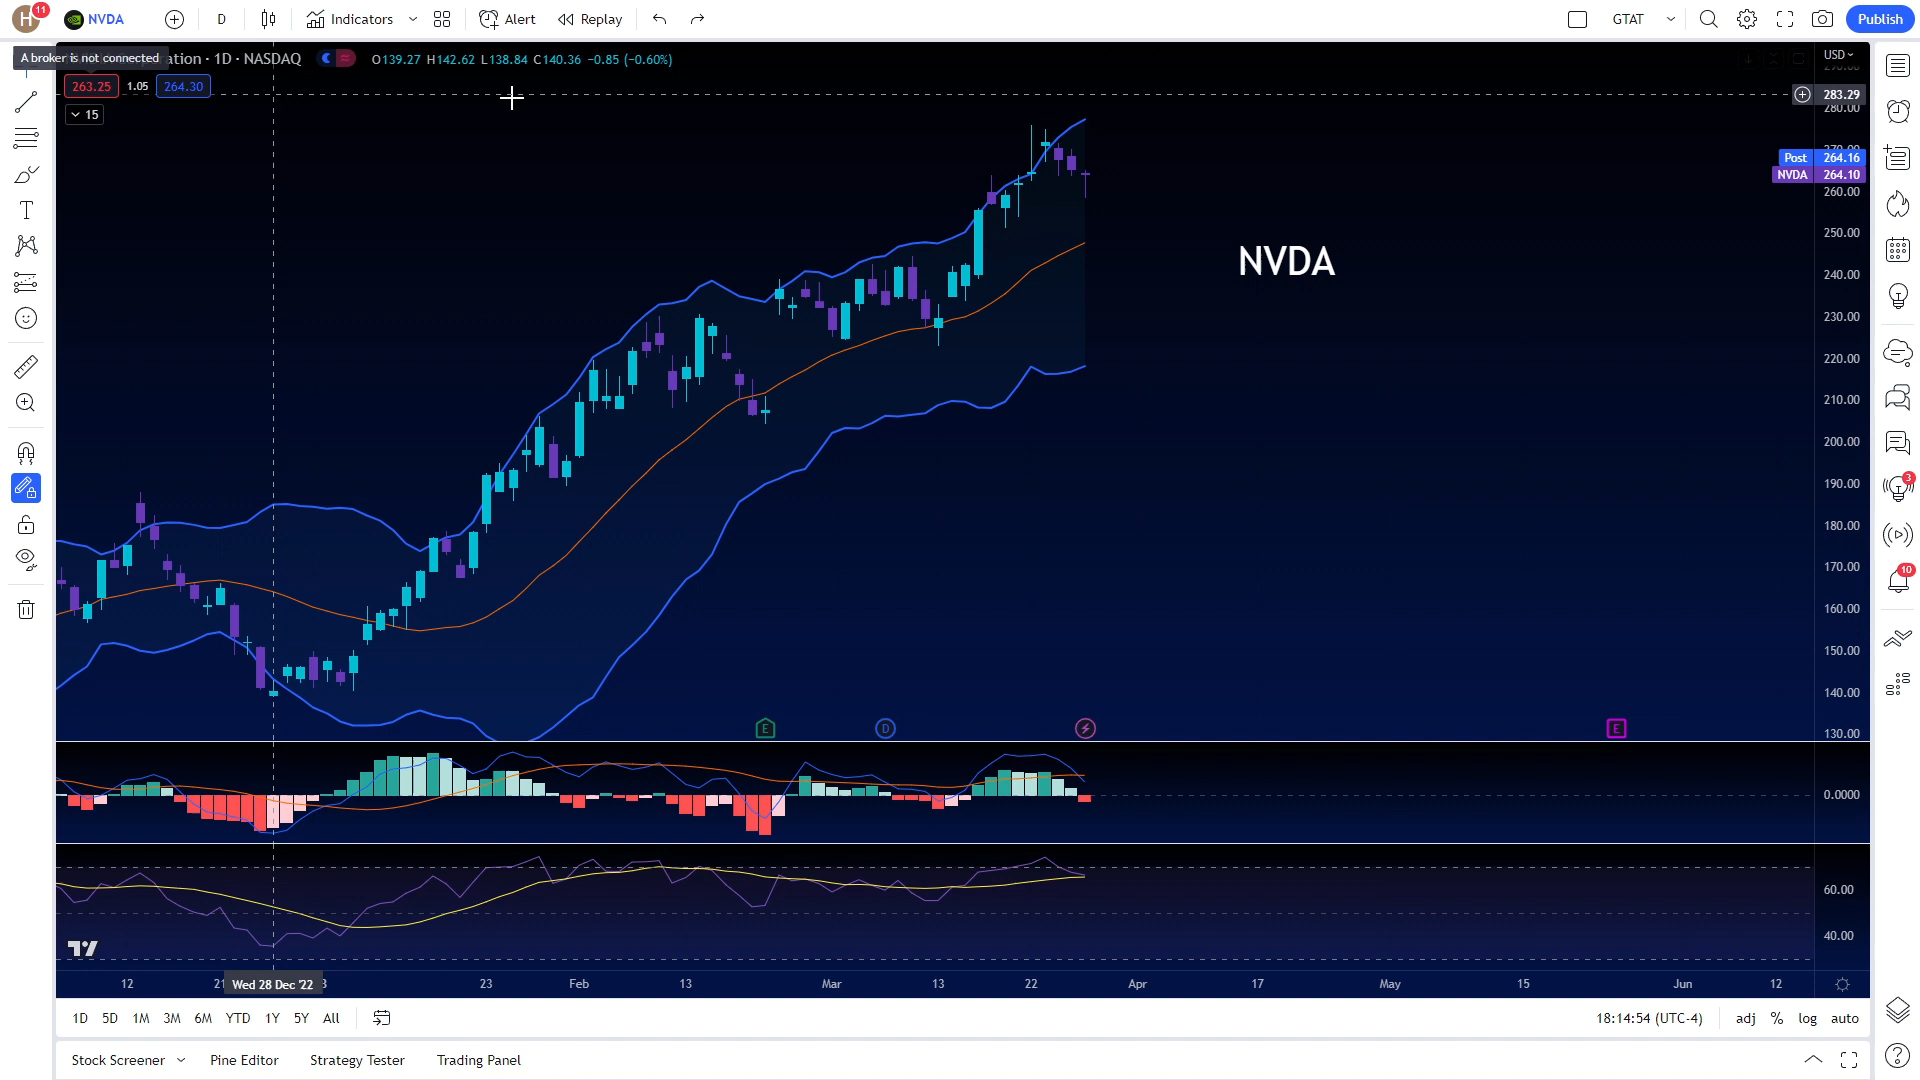 H 11 NVDA D Indicators Alert Replay GTAT Publish
A broker is not connected ration · 1D · NASDAQ O139.27 H142.62 L138.84 C140.36 −0.85 (−0.60%) USD
263.25 1.05 264.30
15
283.29
280.00
Post 264.16
NVDA 264.10
260.00
250.00
NVDA
240.00
230.00
220.00
210.00
200.00
190.00
180.00
170.00
160.00
150.00
140.00
130.00
E D E
0.0000
60.00
40.00
3
10
12 21 Wed 28 Dec '22 3 23 Feb 13 Mar 13 22 Apr 17 May 15 Jun 12
1D 5D 1M 3M 6M YTD 1Y 5Y All 18:14:54 (UTC-4) adj % log auto
Stock Screener Pine Editor Strategy Tester Trading Panel